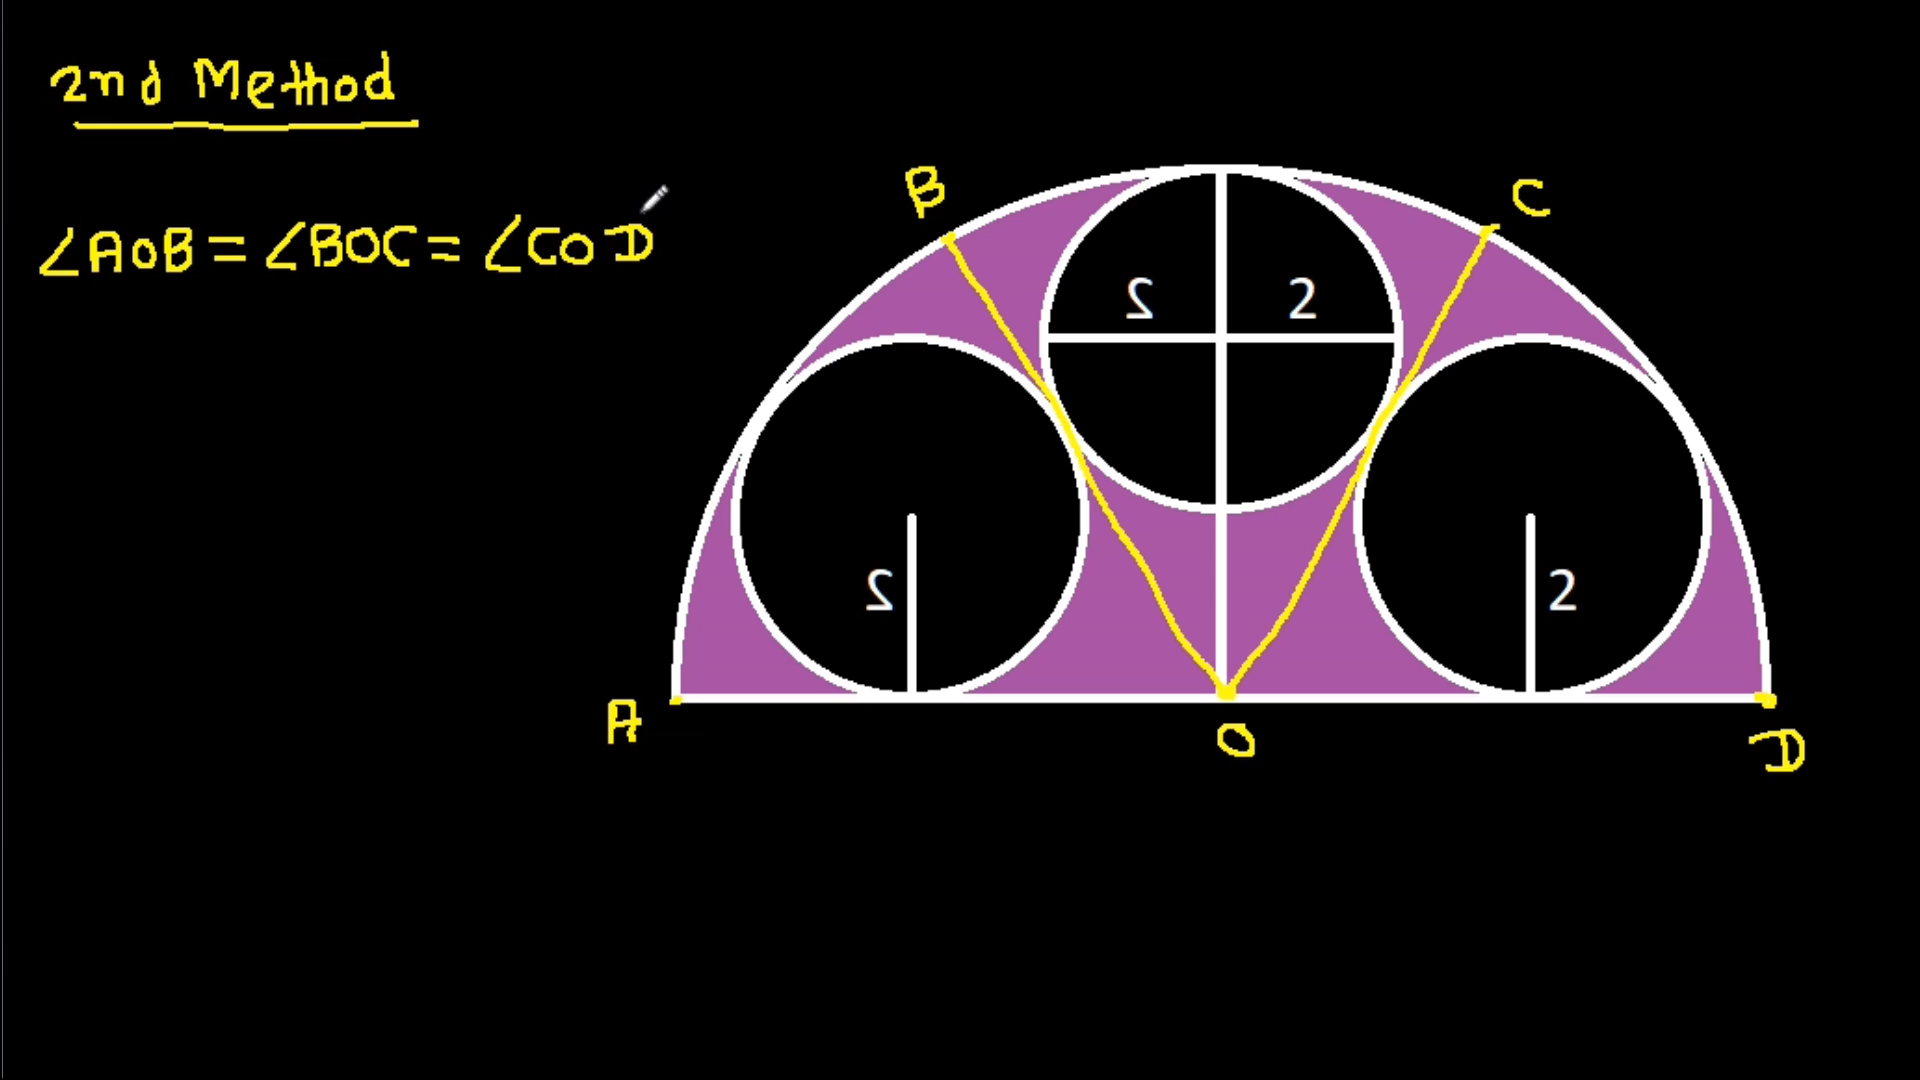 2nd Method
∠AOB = ∠BOC = ∠COD
B
C
2 2
2 2
A
O
D